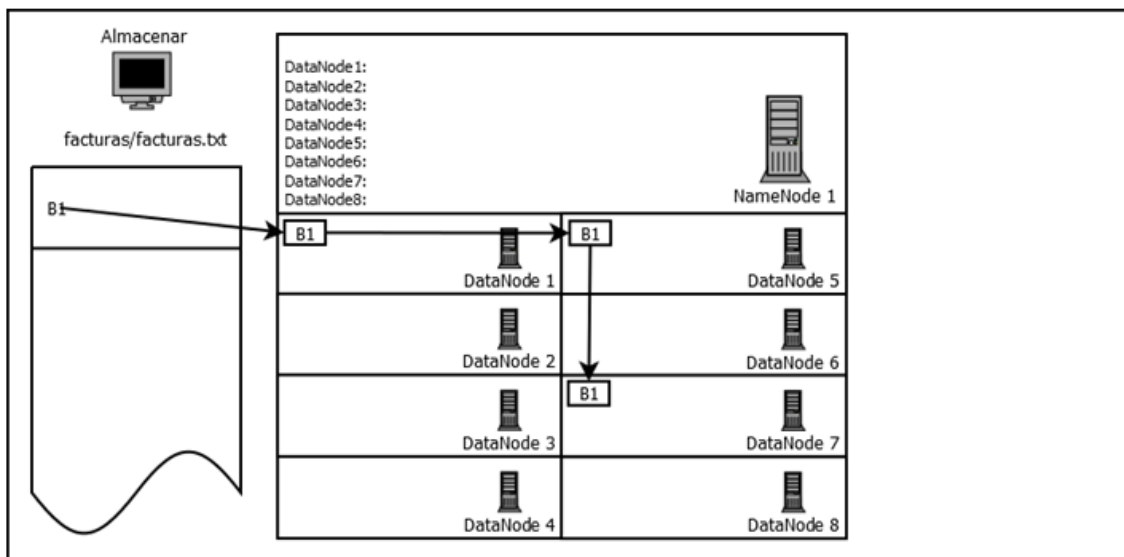 Almacenar
facturas/facturas.txt
B1
DataNode1:
DataNode2:
DataNode3:
DataNode4:
DataNode5:
DataNode6:
DataNode7:
DataNode8:
NameNode 1
B1
DataNode 1
B1
DataNode 5
DataNode 2
DataNode 6
DataNode 3
B1
DataNode 7
DataNode 4
DataNode 8